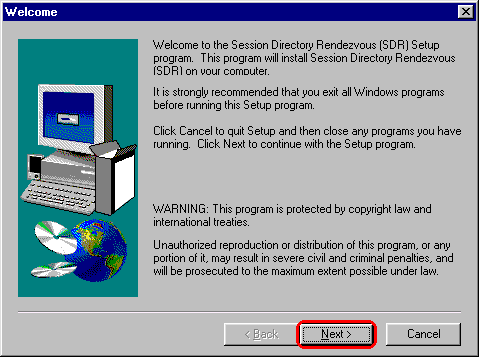 Welcome
Welcome to the Session Directory Rendezvous (SDR) Setup
program. This program will install Session Directory Rendezvous
(SDR) on your computer.
It is strongly recommended that you exit all Windows programs
before running this Setup program.
Click Cancel to quit Setup and then close any programs you have
running. Click Next to continue with the Setup program.
WARNING: This program is protected by copyright law and
international treaties.
Unauthorized reproduction or distribution of this program, or any
portion of it, may result in severe civil and criminal penalties, and
will be prosecuted to the maximum extent possible under law.
< Back
Next >
Cancel